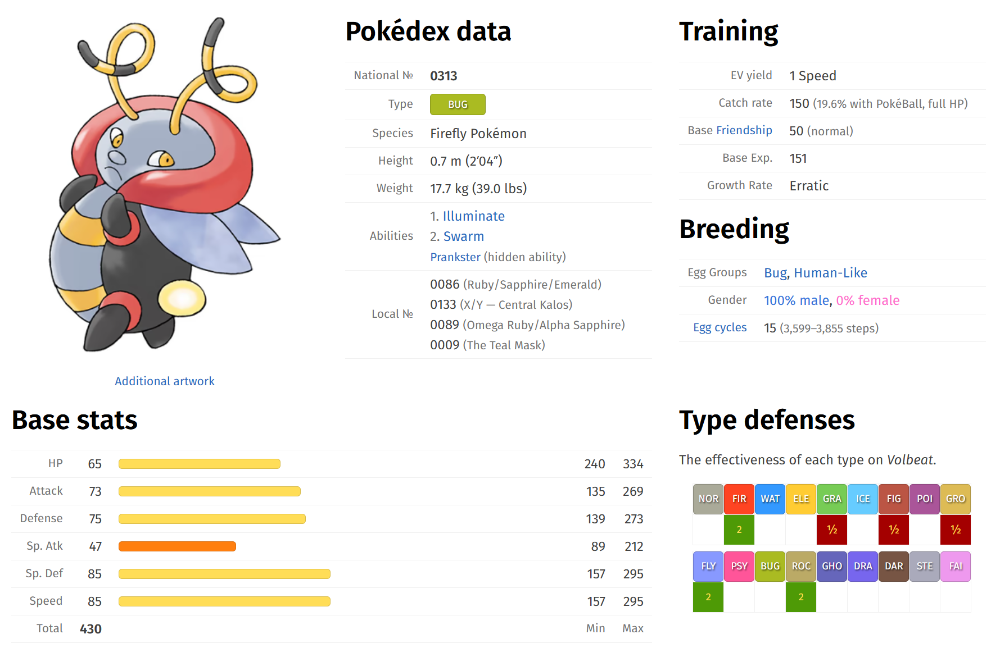 Pokédex data
National № 0313
Type BUG
Species Firefly Pokémon
Height 0.7 m (2′04″)
Weight 17.7 kg (39.0 lbs)
Abilities
1. Illuminate
2. Swarm
Prankster (hidden ability)
Local №
0086 (Ruby/Sapphire/Emerald)
0133 (X/Y — Central Kalos)
0089 (Omega Ruby/Alpha Sapphire)
0009 (The Teal Mask)
Additional artwork
Training
EV yield 1 Speed
Catch rate 150 (19.6% with PokéBall, full HP)
Base Friendship 50 (normal)
Base Exp. 151
Growth Rate Erratic
Breeding
Egg Groups Bug, Human-Like
Gender 100% male, 0% female
Egg cycles 15 (3,599–3,855 steps)
Base stats
HP 65 240 334
Attack 73 135 269
Defense 75 139 273
Sp. Atk 47 89 212
Sp. Def 85 157 295
Speed 85 157 295
Total 430 Min Max
Type defenses
The effectiveness of each type on Volbeat.
NOR FIR WAT ELE GRA ICE FIG POI GRO
2 ½ ½ ½
FLY PSY BUG ROC GHO DRA DAR STE FAI
2 2